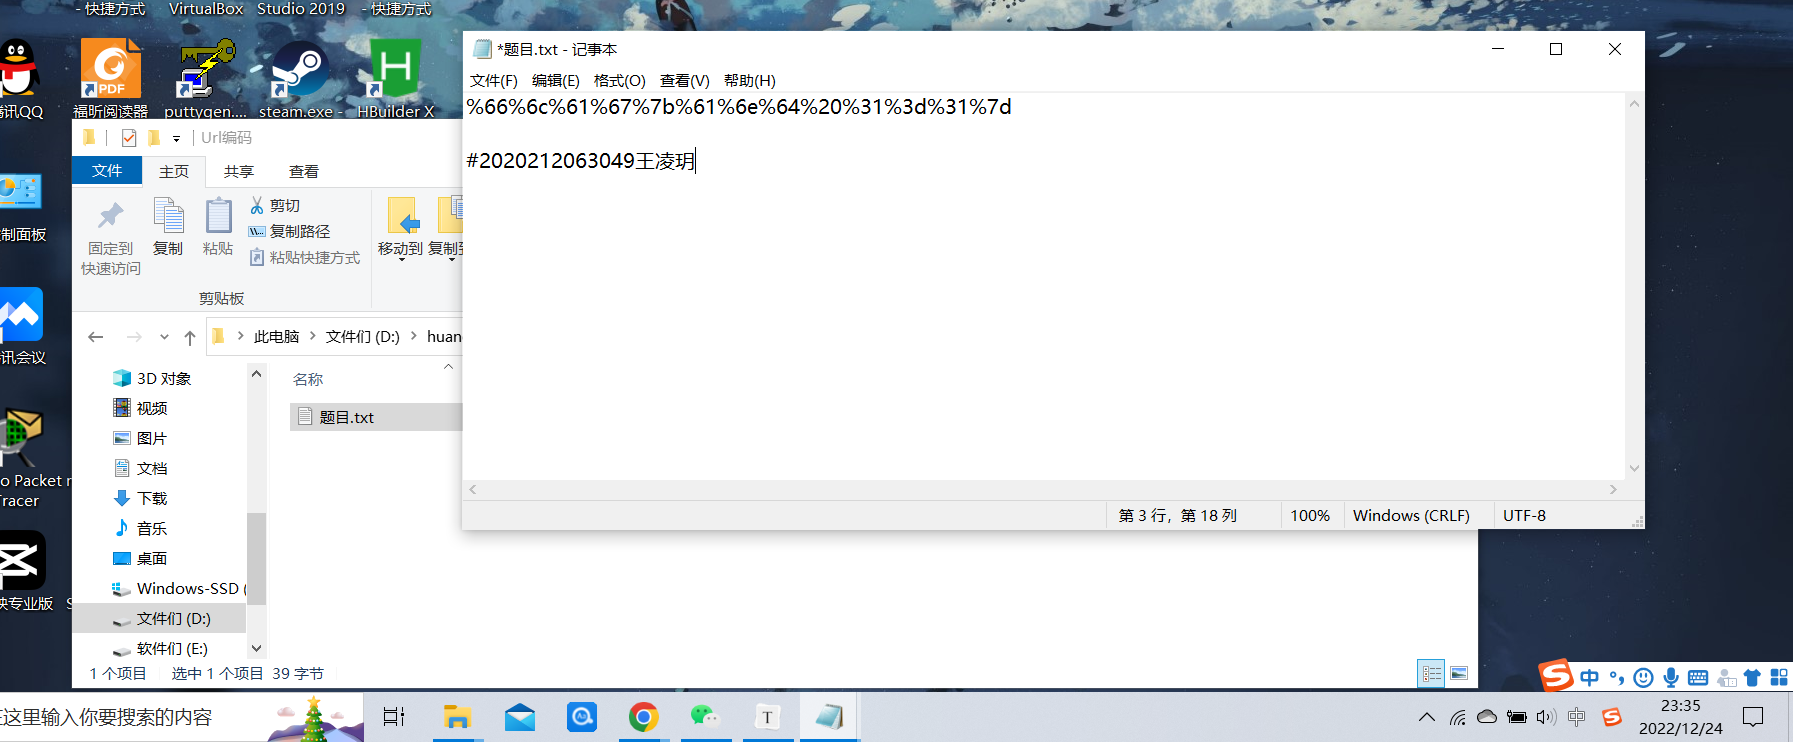 - 快捷方式
VirtualBox
Studio 2019
- 快捷方式
腾讯QQ
福昕阅读器
puttygen....
steam.exe -
HBuilder X
PDF
Url编码
文件
主页
共享
查看
固定到
快速访问
复制
粘贴
剪切
复制路径
粘贴快捷方式
移动到
剪贴板
此电脑
文件们 (D:)
3D 对象
视频
图片
文档
下载
音乐
桌面
Windows-SSD (
文件们 (D:)
软件们 (E:)
名称
题目.txt
1 个项目
选中 1 个项目 39 字节
*题目.txt - 记事本
文件(F) 编辑(E) 格式(O) 查看(V) 帮助(H)
%66%6c%61%67%7b%61%6e%64%20%31%3d%31%7d
#2020212063049王凌玥
第 3 行，第 18 列
100%
Windows (CRLF)
UTF-8
制面板
讯会议
o Packet
Tracer
专业版
这里输入你要搜索的内容
T
中
中
23:35
2022/12/24